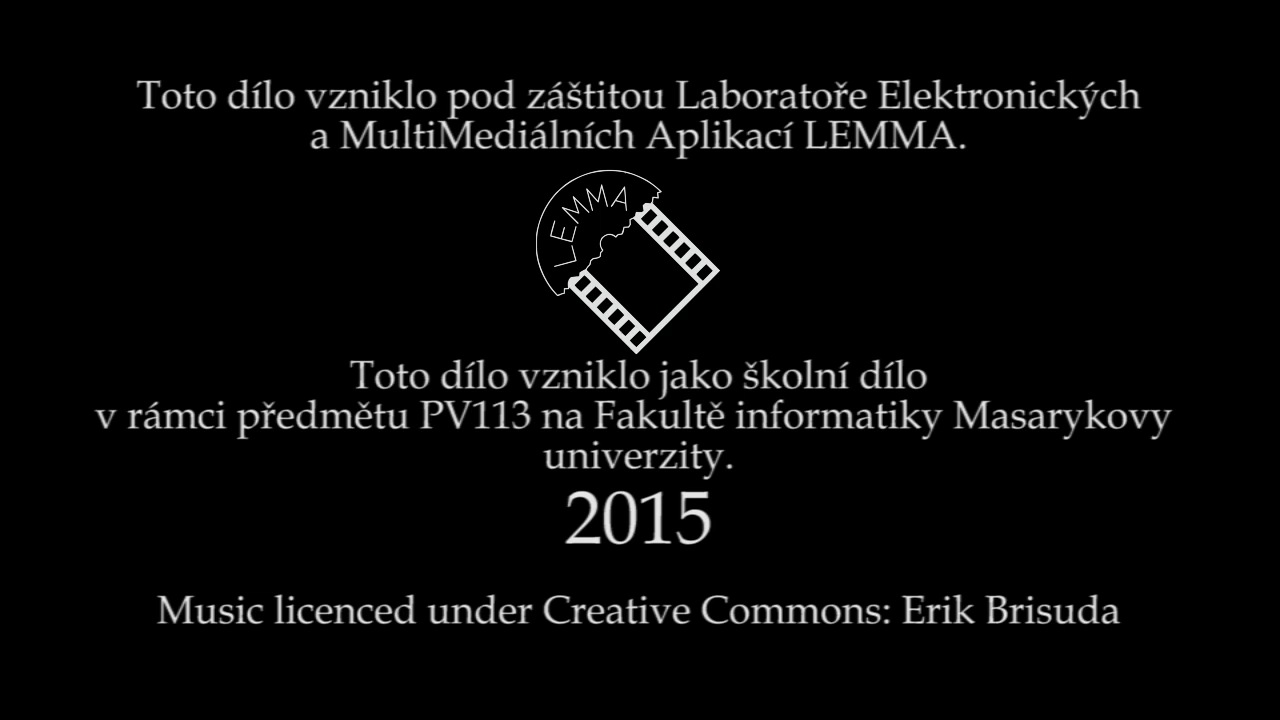 Toto dílo vzniklo pod záštitou Laboratoře Elektronických
a MultiMediálních Aplikací LEMMA.
LEMMA
Toto dílo vzniklo jako školní dílo
v rámci předmětu PV113 na Fakultě informatiky Masarykovy
univerzity.
2015
Music licenced under Creative Commons: Erik Brisuda